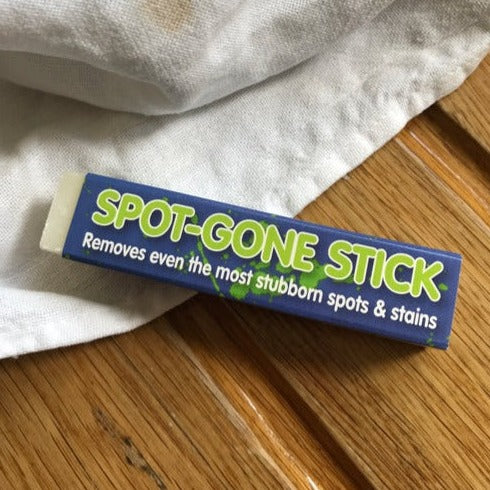 SPOT-GONE STICK
Removes even the most stubborn spots & stains